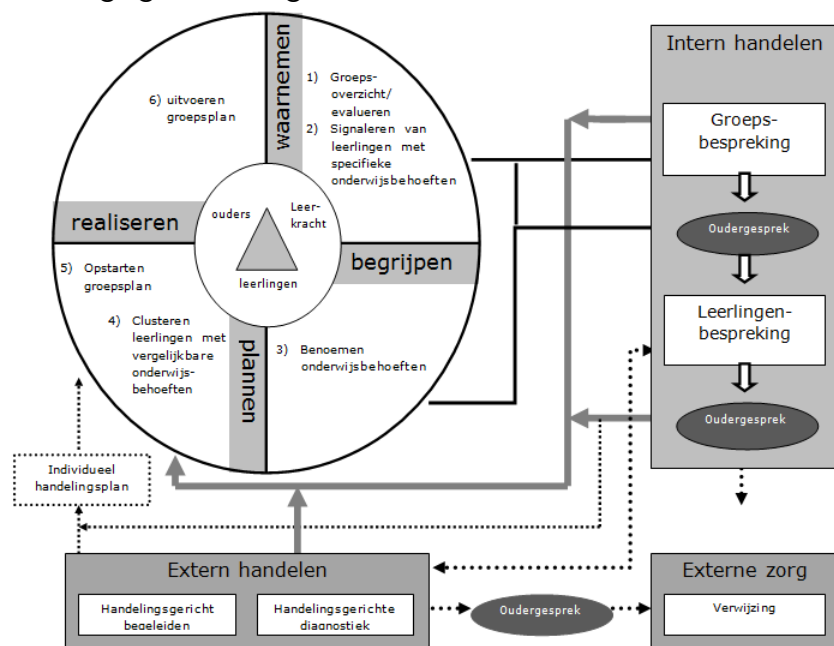 waarnemen
1) Groeps-
overzicht/
evalueren
2) Signaleren van
leerlingen met
specifieke
onderwijsbehoeften
6) uitvoeren
groepsplan
realiseren
ouders
Leer-
kracht
leerlingen
begrijpen
5) Opstarten
groepsplan
4) Clusteren
leerlingen met
vergelijkbare
onderwijs-
behoeften
plannen
3) Benoemen
onderwijsbehoeften
Intern handelen
Groeps-
bespreking
Oudergesprek
Leerlingen-
bespreking
Oudergesprek
Individueel
handelingsplan
Extern handelen
Handelingsgericht
begeleiden
Handelingsgerichte
diagnostiek
Oudergesprek
Externe zorg
Verwijzing